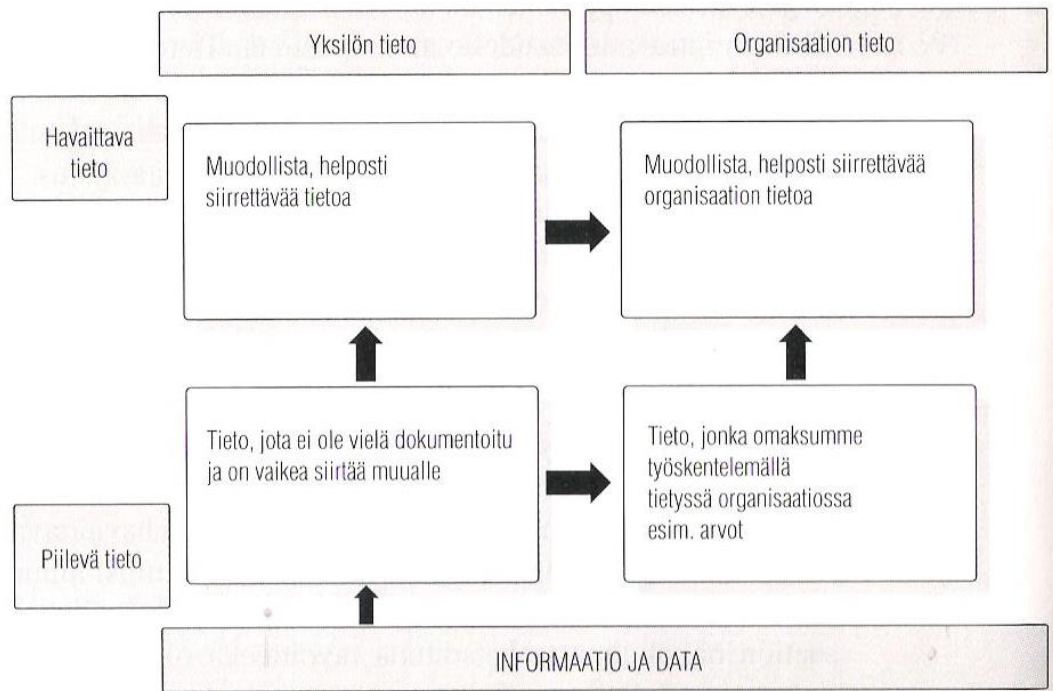 Yksilön tieto
Organisaation tieto
Havaittava
tieto
Muodollista, helposti
siirrettävää tietoa
Muodollista, helposti siirrettävää
organisaation tietoa
Tieto, jota ei ole vielä dokumentoitu
ja on vaikea siirtää muualle
Tieto, jonka omaksumme
työskentelemällä
tietyssä organisaatiossa
esim. arvot
Piilevä tieto
INFORMAATIO JA DATA